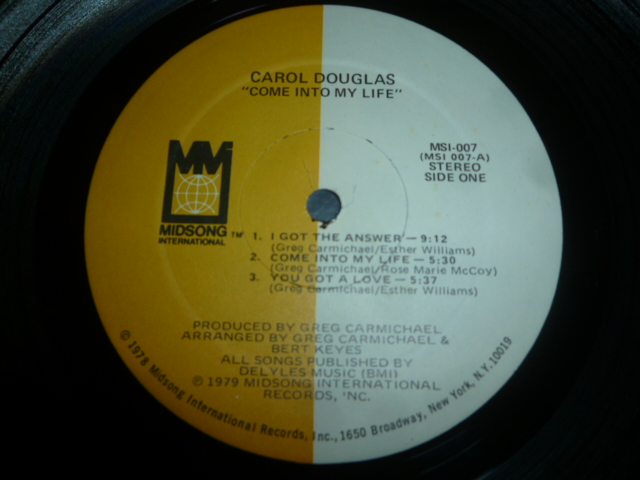 CAROL DOUGLAS
"COME INTO MY LIFE"
MSI-007
(MSI 007-A)
STEREO
SIDE ONE
MM
MIDSONG TM
INTERNATIONAL
1. I GOT THE ANSWER — 9:12
(Greg Carmichael/Esther Williams)
2. COME INTO MY LIFE — 5:30
(Greg Carmichael/Rose Marie McCoy)
3. YOU GOT A LOVE — 5:37
(Greg Carmichael/Esther Williams)
PRODUCED BY GREG CARMICHAEL
ARRANGED BY GREG CARMICHAEL &
BERT KEYES
ALL SONGS PUBLISHED BY
DELYLES MUSIC (BMI)
© 1979 MIDSONG INTERNATIONAL
RECORDS, 'NC.
© 1978 Midsong International Records, Inc., 1650 Broadway, New York, N.Y. 10019